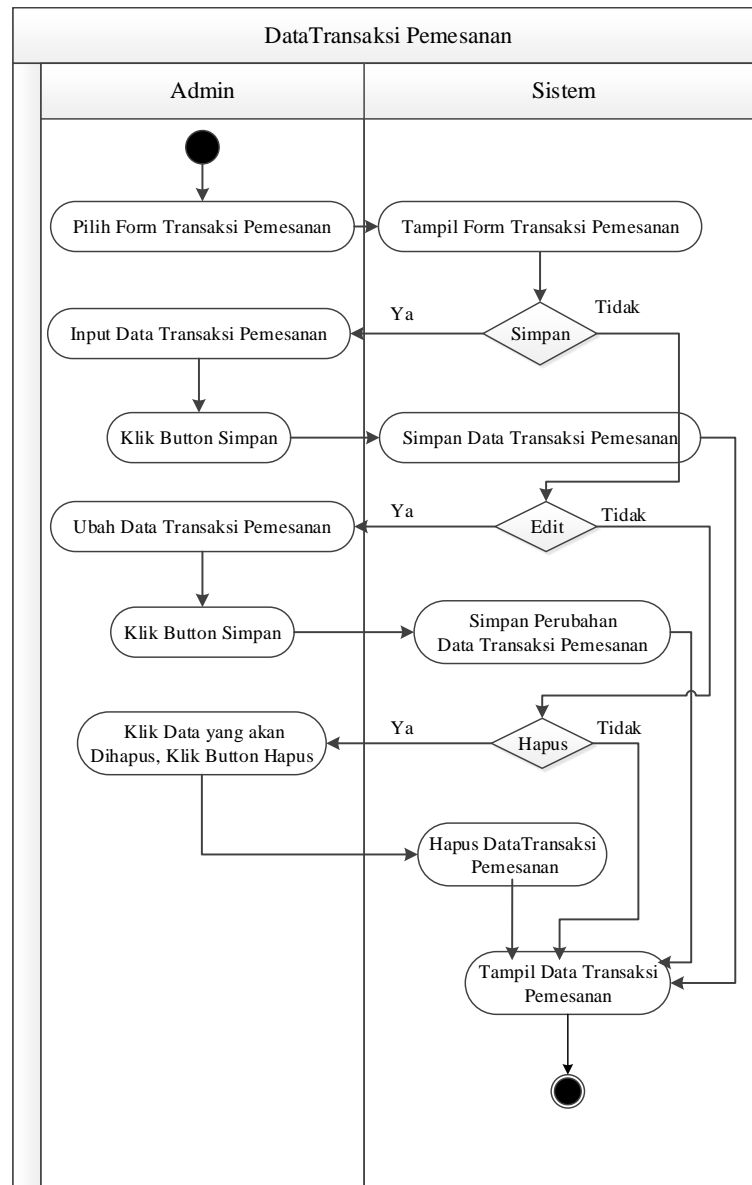 DataTransaksi Pemesanan
Admin
Sistem
Pilih Form Transaksi Pemesanan
Tampil Form Transaksi Pemesanan
Ya
Tidak
Input Data Transaksi Pemesanan
Simpan
Klik Button Simpan
Simpan Data Transaksi Pemesanan
Ya
Tidak
Ubah Data Transaksi Pemesanan
Edit
Klik Button Simpan
Simpan Perubahan
Data Transaksi Pemesanan
Klik Data yang akan
Dihapus, Klik Button Hapus
Ya
Tidak
Hapus
Hapus DataTransaksi
Pemesanan
Tampil Data Transaksi
Pemesanan